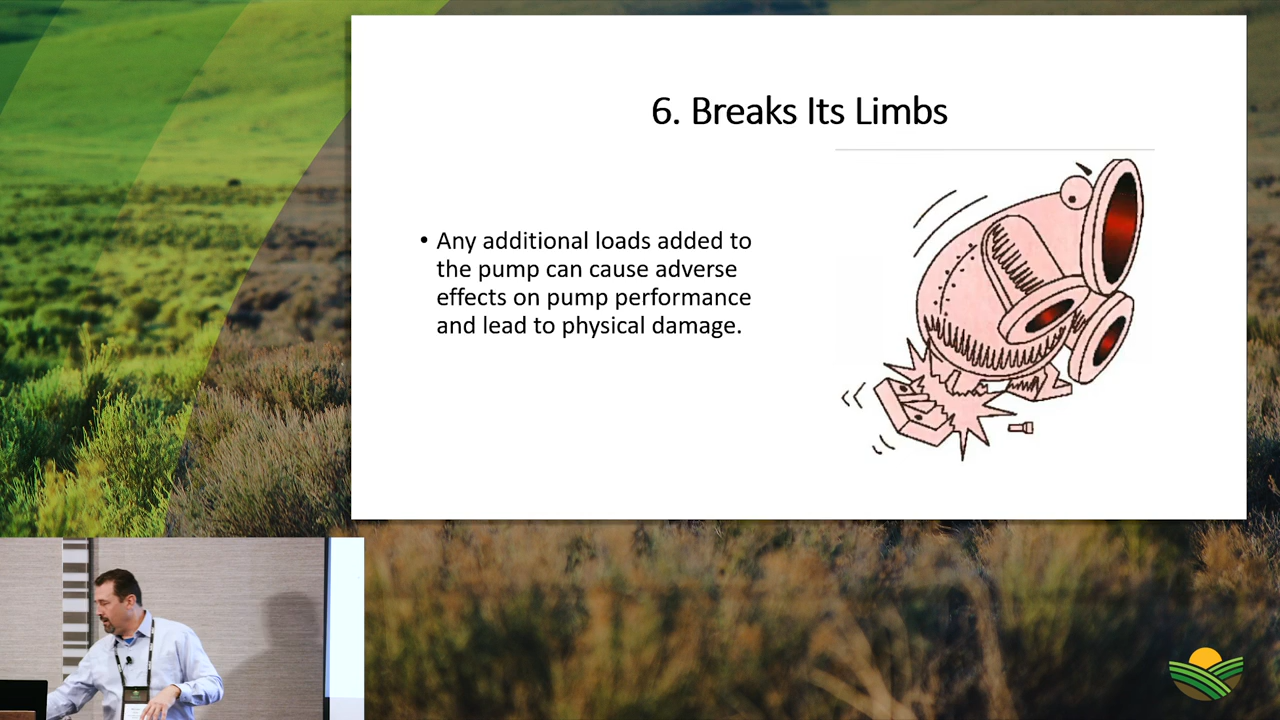 6. Breaks Its Limbs
• Any additional loads added to
the pump can cause adverse
effects on pump performance
and lead to physical damage.